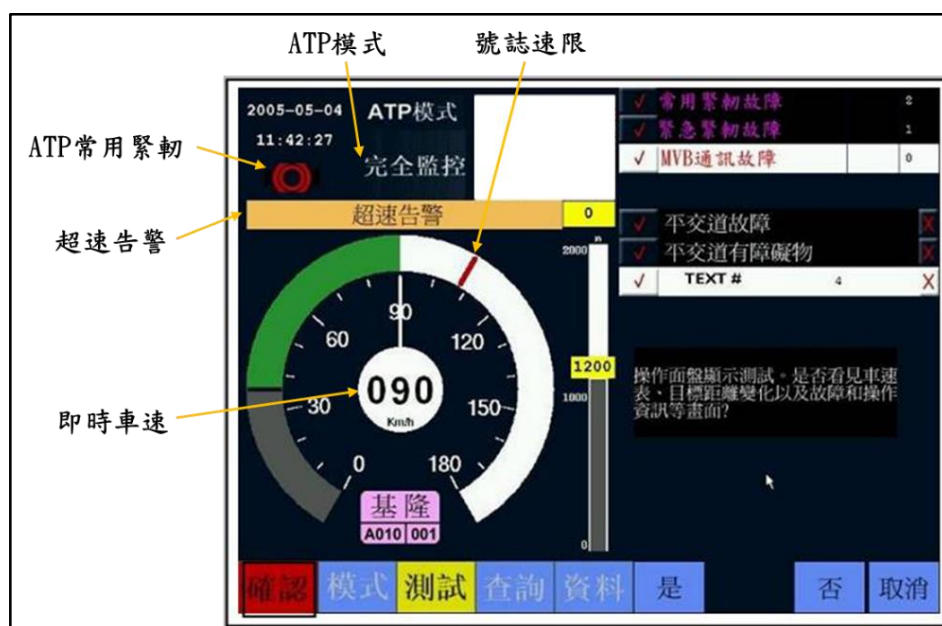 ATP模式
號誌速限
ATP常用緊軔
超速告警
即時車速
2005-05-04
11:42:27
ATP模式
完全監控
超速告警
0
常用緊軔故障 2
緊急緊軔故障 1
MVB通訊故障 0
平交道故障 X
平交道有障礙物 X
TEXT # 4 X
操作面盤顯示測試。是否看見車速
表、目標距離變化以及故障和操作
資訊等畫面?
m
2000
1200
1000
0
0
30
60
90
120
150
180
090
Km/h
基隆
A010 001
確認 模式 測試 查詢 資料 是 否 取消